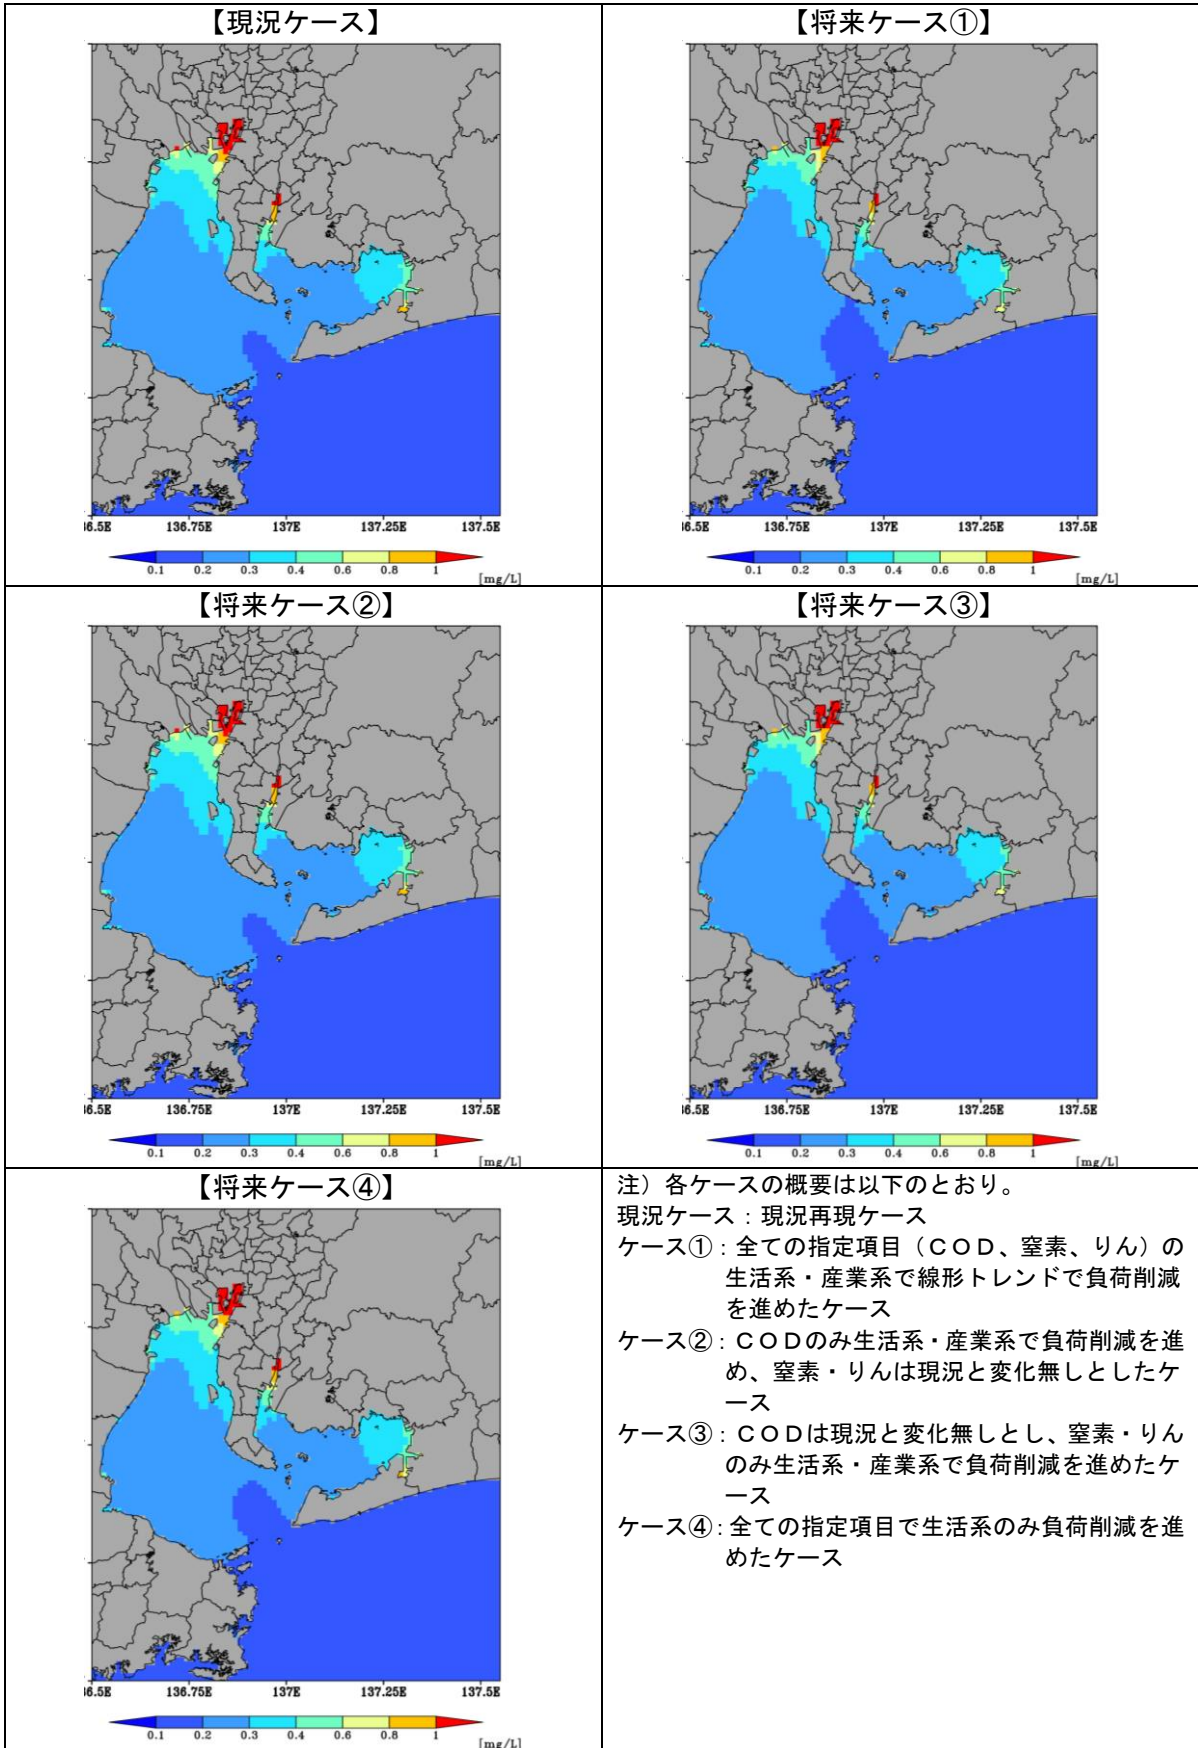 【現況ケース】
6.5E 136.75E 137E 137.25E 137.5E
0.1 0.2 0.3 0.4 0.6 0.8 1
[mg/L]
【将来ケース①】
6.5E 136.75E 137E 137.25E 137.5E
0.1 0.2 0.3 0.4 0.6 0.8 1
[mg/L]
【将来ケース②】
6.5E 136.75E 137E 137.25E 137.5E
0.1 0.2 0.3 0.4 0.6 0.8 1
[mg/L]
【将来ケース③】
6.5E 136.75E 137E 137.25E 137.5E
0.1 0.2 0.3 0.4 0.6 0.8 1
[mg/L]
【将来ケース④】
6.5E 136.75E 137E 137.25E 137.5E
0.1 0.2 0.3 0.4 0.6 0.8 1
[mg/L]
注）各ケースの概要は以下のとおり。
現況ケース：現況再現ケース
ケース①：全ての指定項目（ＣＯＤ、窒素、りん）の
生活系・産業系で線形トレンドで負荷削減
を進めたケース
ケース②：ＣＯＤのみ生活系・産業系で負荷削減を進
め、窒素・りんは現況と変化無しとしたケ
ース
ケース③：ＣＯＤは現況と変化無しとし、窒素・りん
のみ生活系・産業系で負荷削減を進めたケ
ース
ケース④：全ての指定項目で生活系のみ負荷削減を進
めたケース